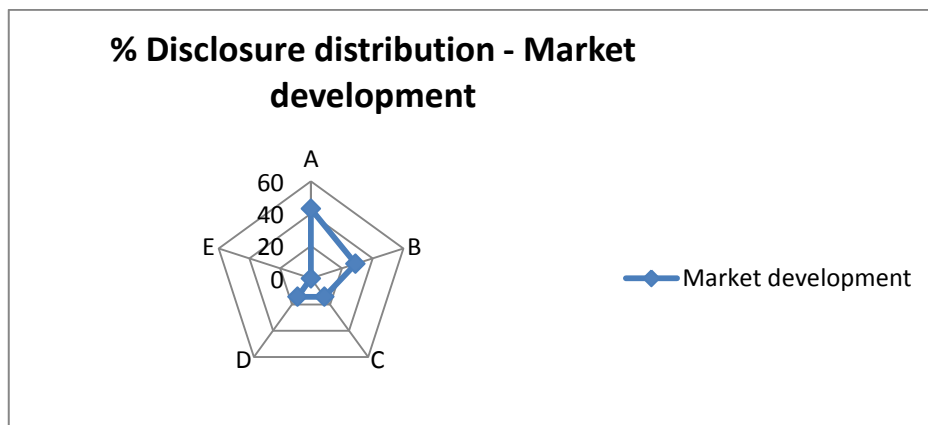 % Disclosure distribution - Market
development
A
60
40
20
0
B
C
D
E
Market development